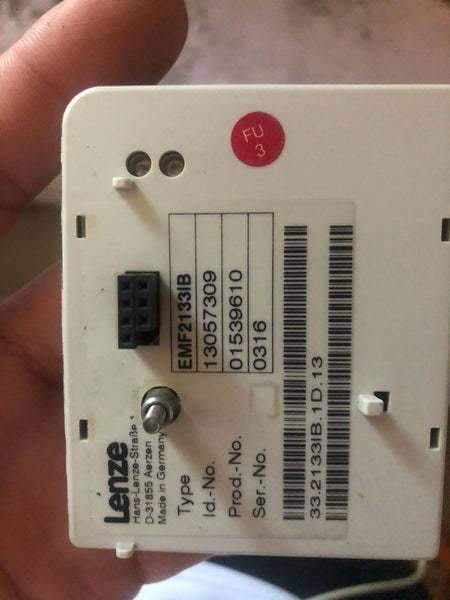 FU
3
Lenze
Hans-Lenze-Straße 1
D-31855 Aerzen
Made in Germany
Type EMF2133IB
Id.-No. 13057309
Prod.-No. 01539610
Ser.-No. 0316
33.2133IB.1D.13